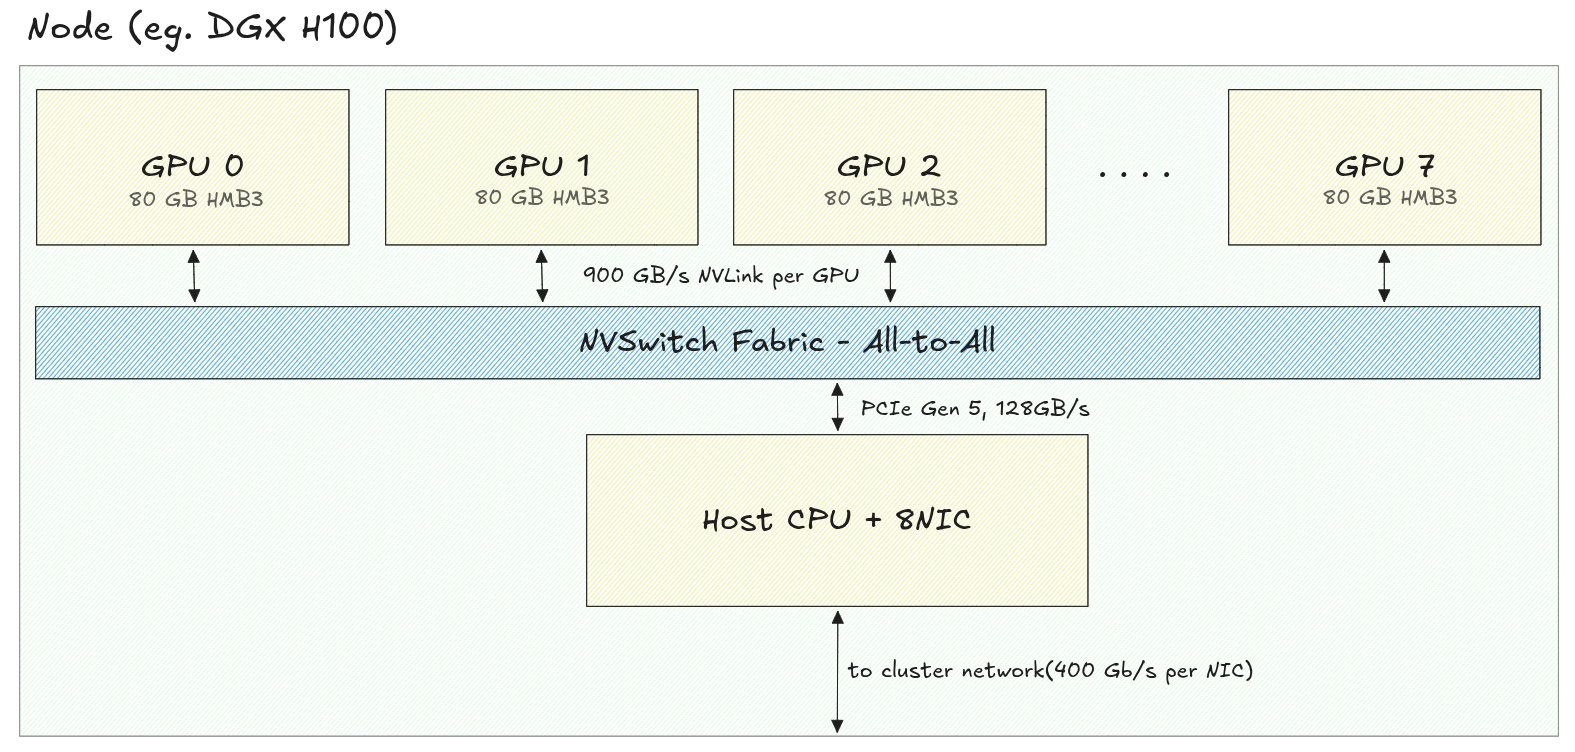 Node (eg. DGX H100)
GPU 0
80 GB HMB3
GPU 1
80 GB HMB3
GPU 2
80 GB HMB3
. . . .
GPU 7
80 GB HMB3
900 GB/s NVLink per GPU
NVSwitch Fabric - All-to-All
PCIe Gen 5, 128GB/s
Host CPU + 8NIC
to cluster network(400 Gb/s per NIC)